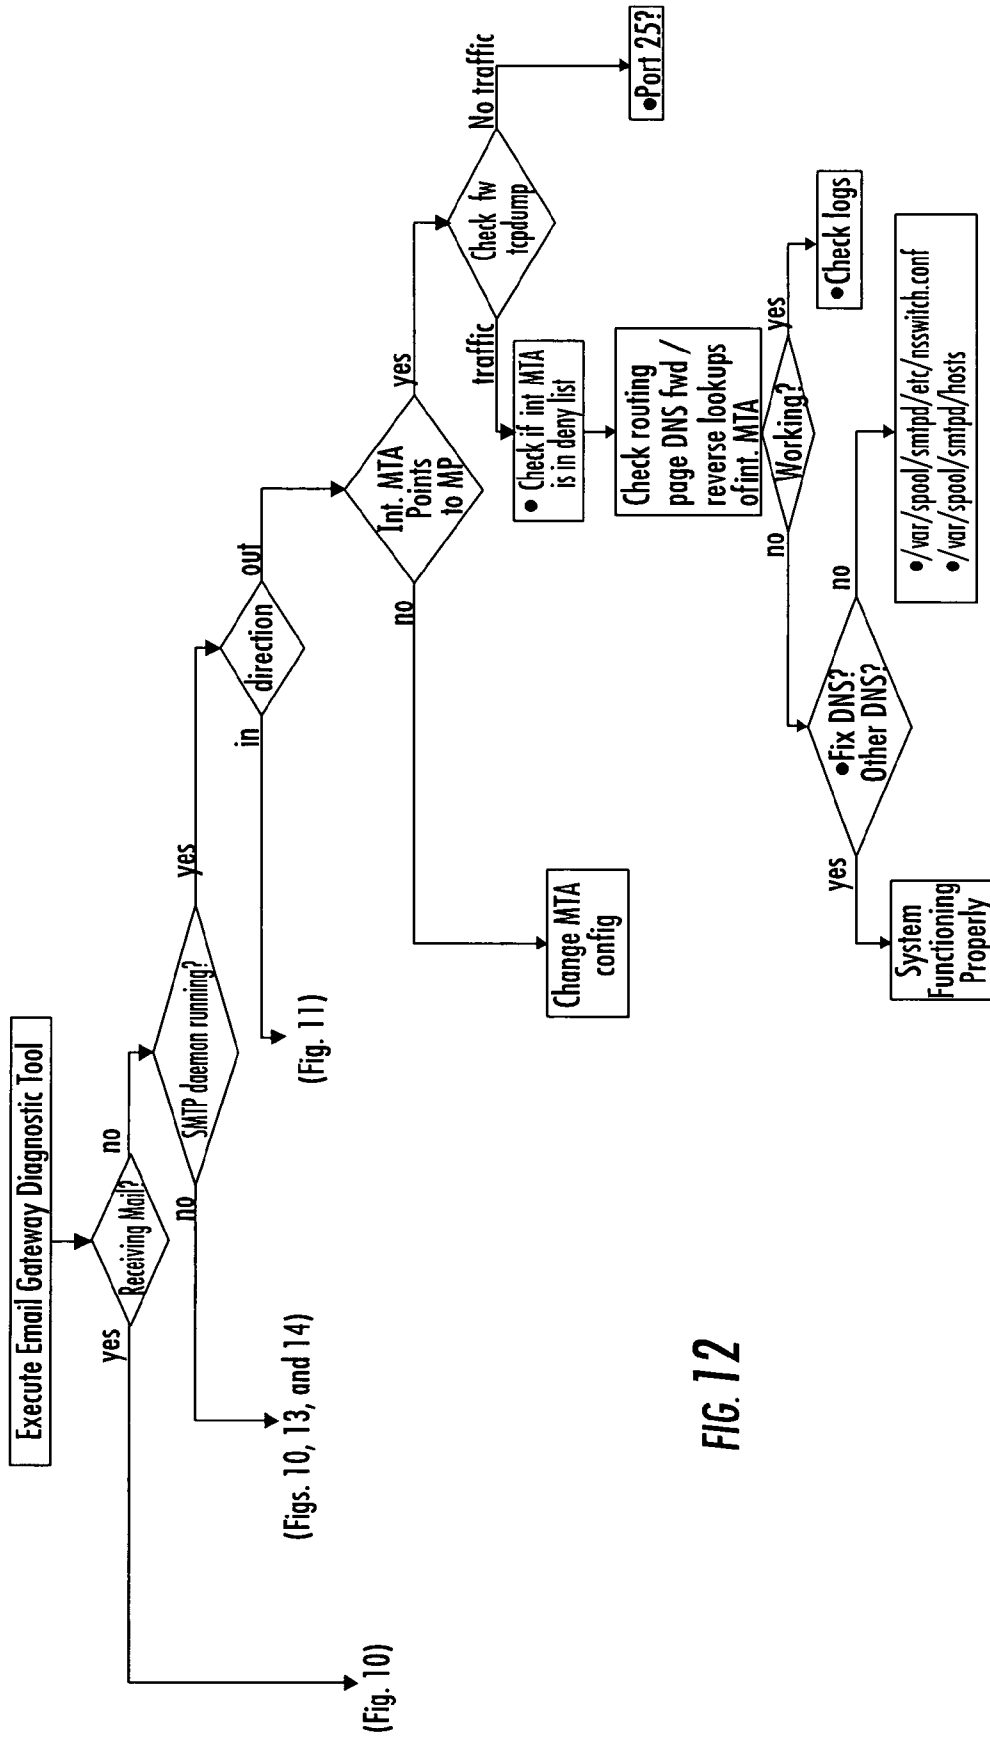 Execute Email Gateway Diagnostic Tool
Receiving Mail?
yes
no
(Fig. 10)
SMTP daemon running?
no
yes
(Figs. 10, 13, and 14)
direction
in
out
(Fig. 11)
Int. MTA
Points
to MP
no
yes
Change MTA
config
Check fw
tcpdump
traffic
No traffic
●Port 25?
● Check if int MTA
is in deny list
Check routing
page DNS fwd /
reverse lookups
ofint. MTA
Working?
no
yes
●Check logs
●Fix DNS?
Other DNS?
yes
no
System
Functioning
Properly
●/var/spool/smtpd/etc/nsswitch.conf
●/var/spool/smtpd/hosts
FIG. 12